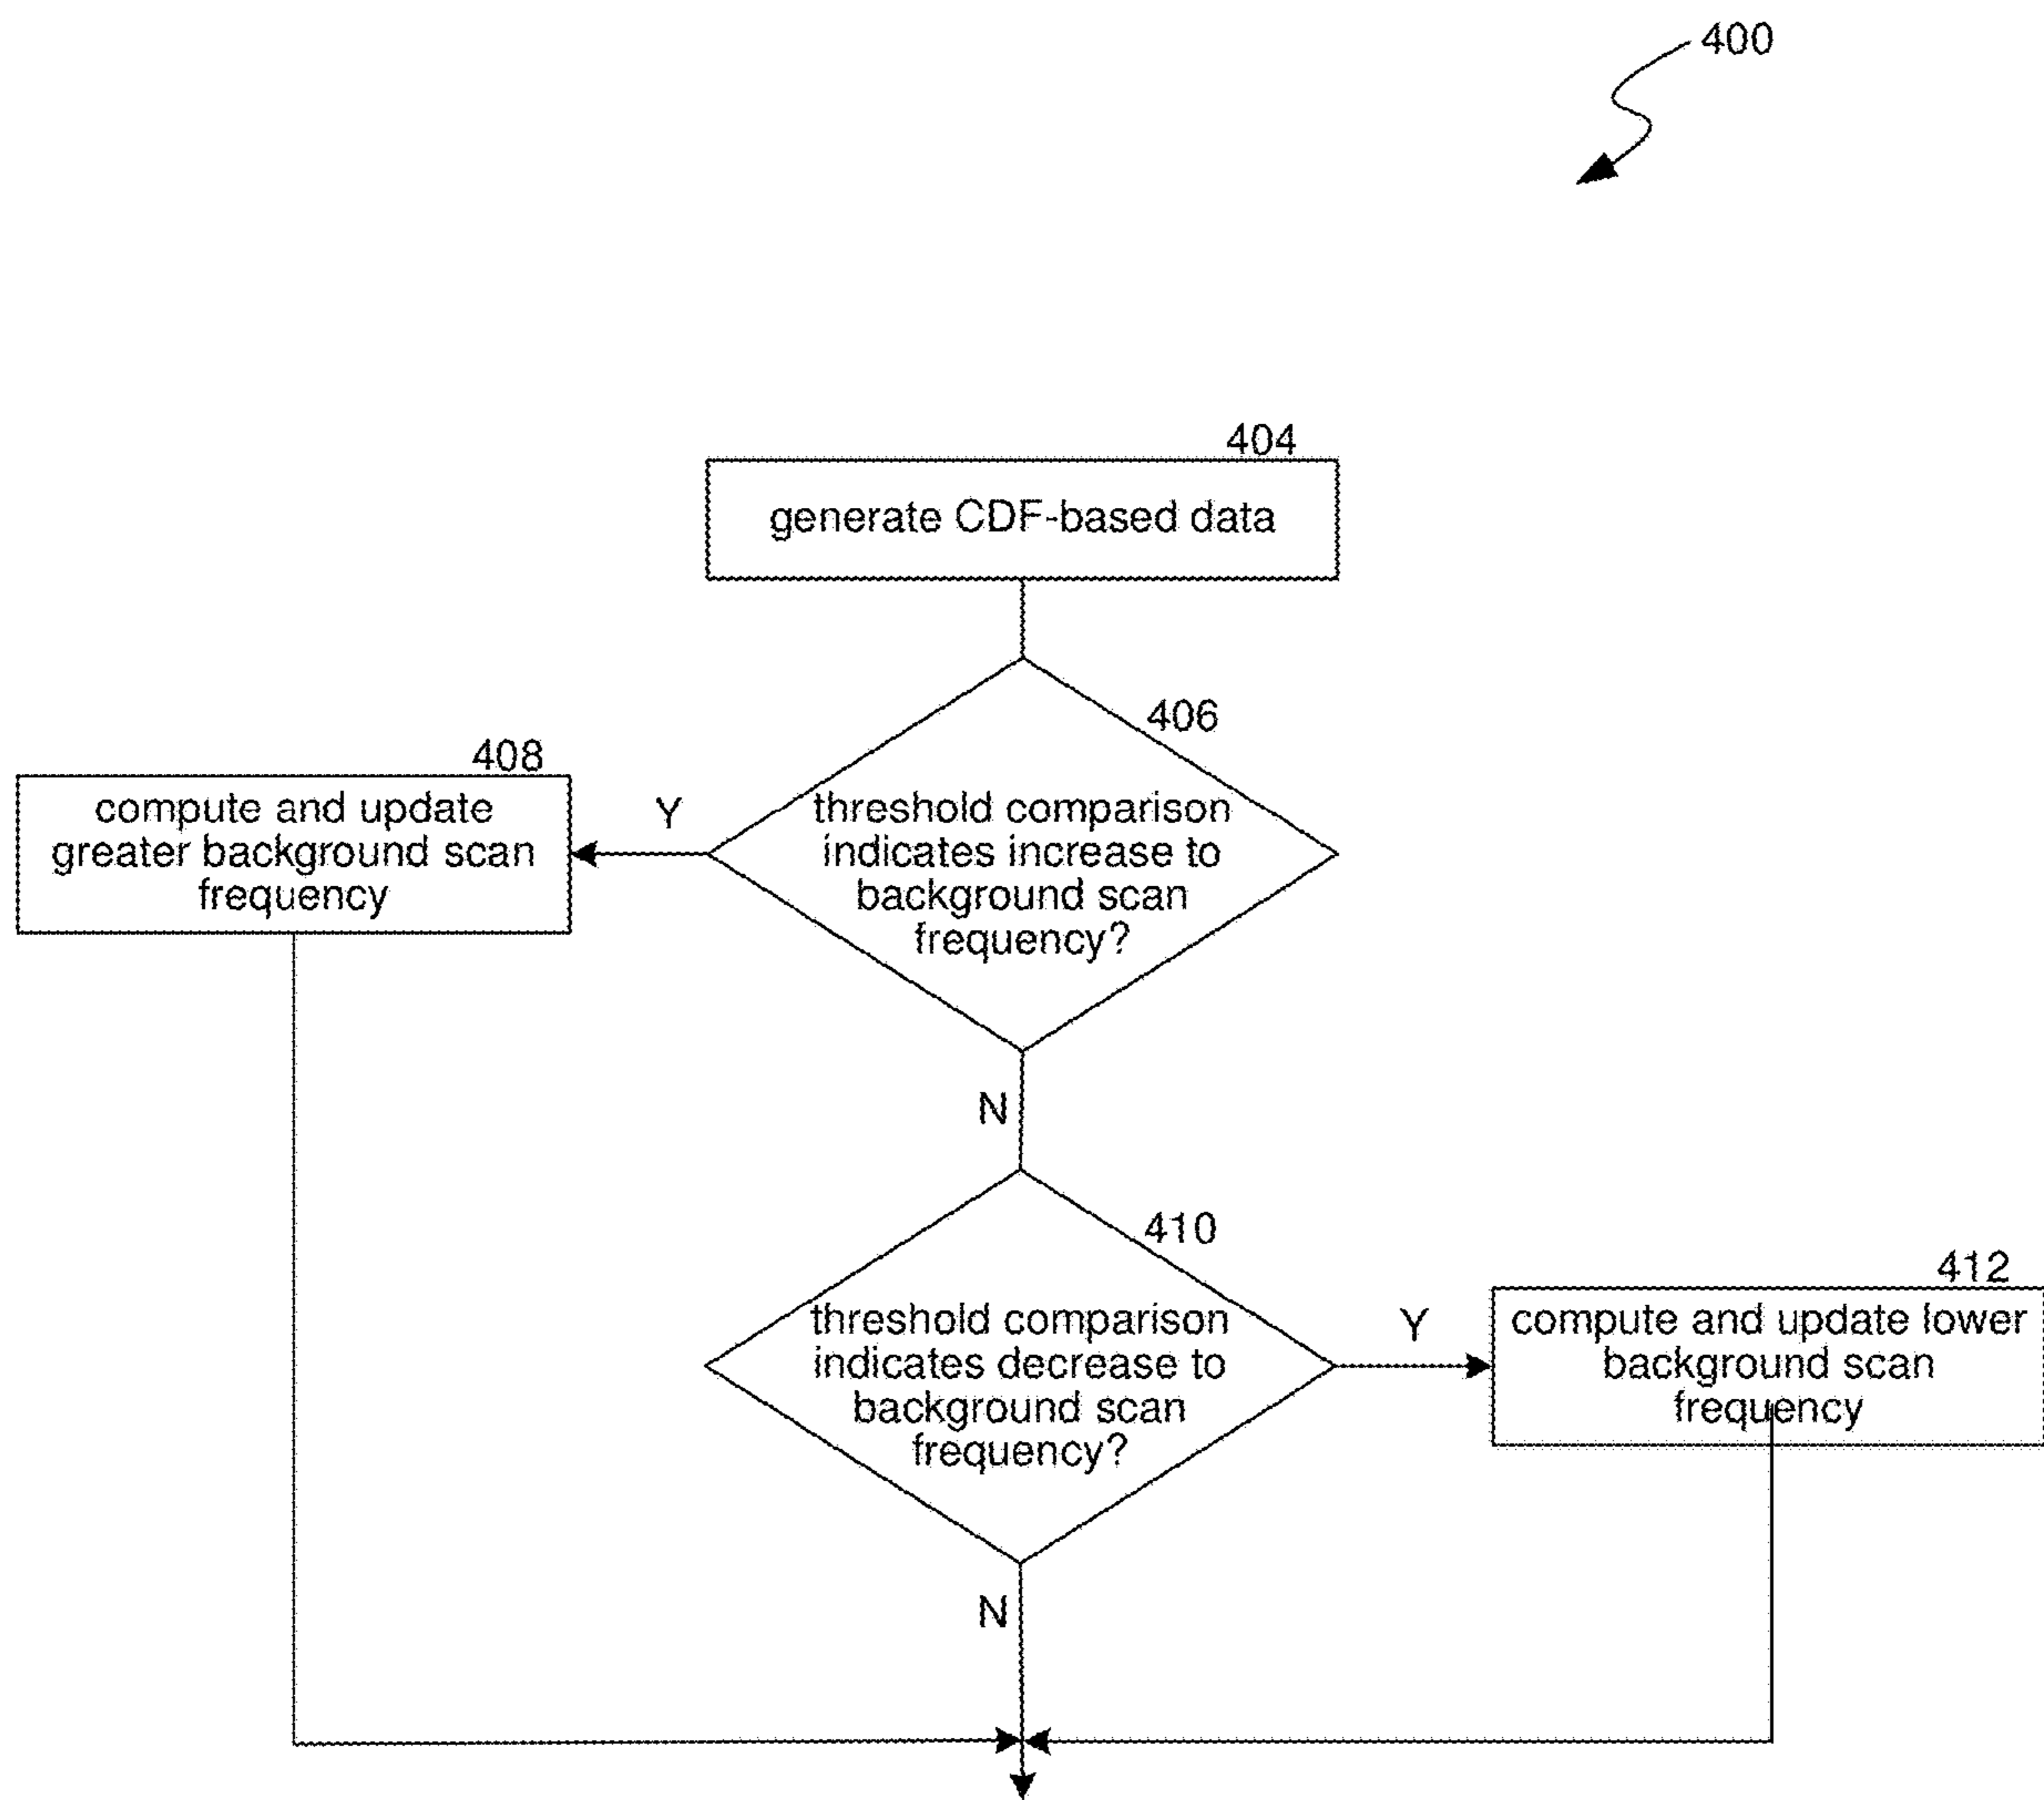 400
404
generate CDF-based data
406
threshold comparison
indicates increase to
background scan
frequency?
Y
408
compute and update
greater background scan
frequency
N
410
threshold comparison
indicates decrease to
background scan
frequency?
Y
412
compute and update lower
background scan
frequency
N